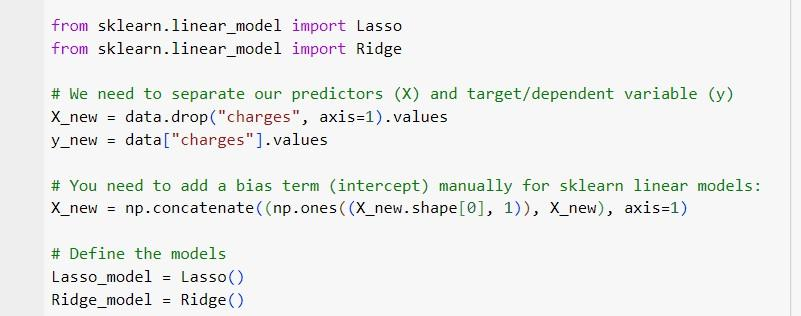 from sklearn.linear_model import Lasso
from sklearn.linear_model import Ridge
# We need to separate our predictors (X) and target/dependent variable (y)
X_new = data.drop("charges", axis=1).values
y_new = data["charges"].values
# You need to add a bias term (intercept) manually for sklearn linear models:
X_new = np.concatenate((np.ones((X_new.shape[0], 1)), X_new), axis=1)
# Define the models
Lasso_model = Lasso()
Ridge_model = Ridge()